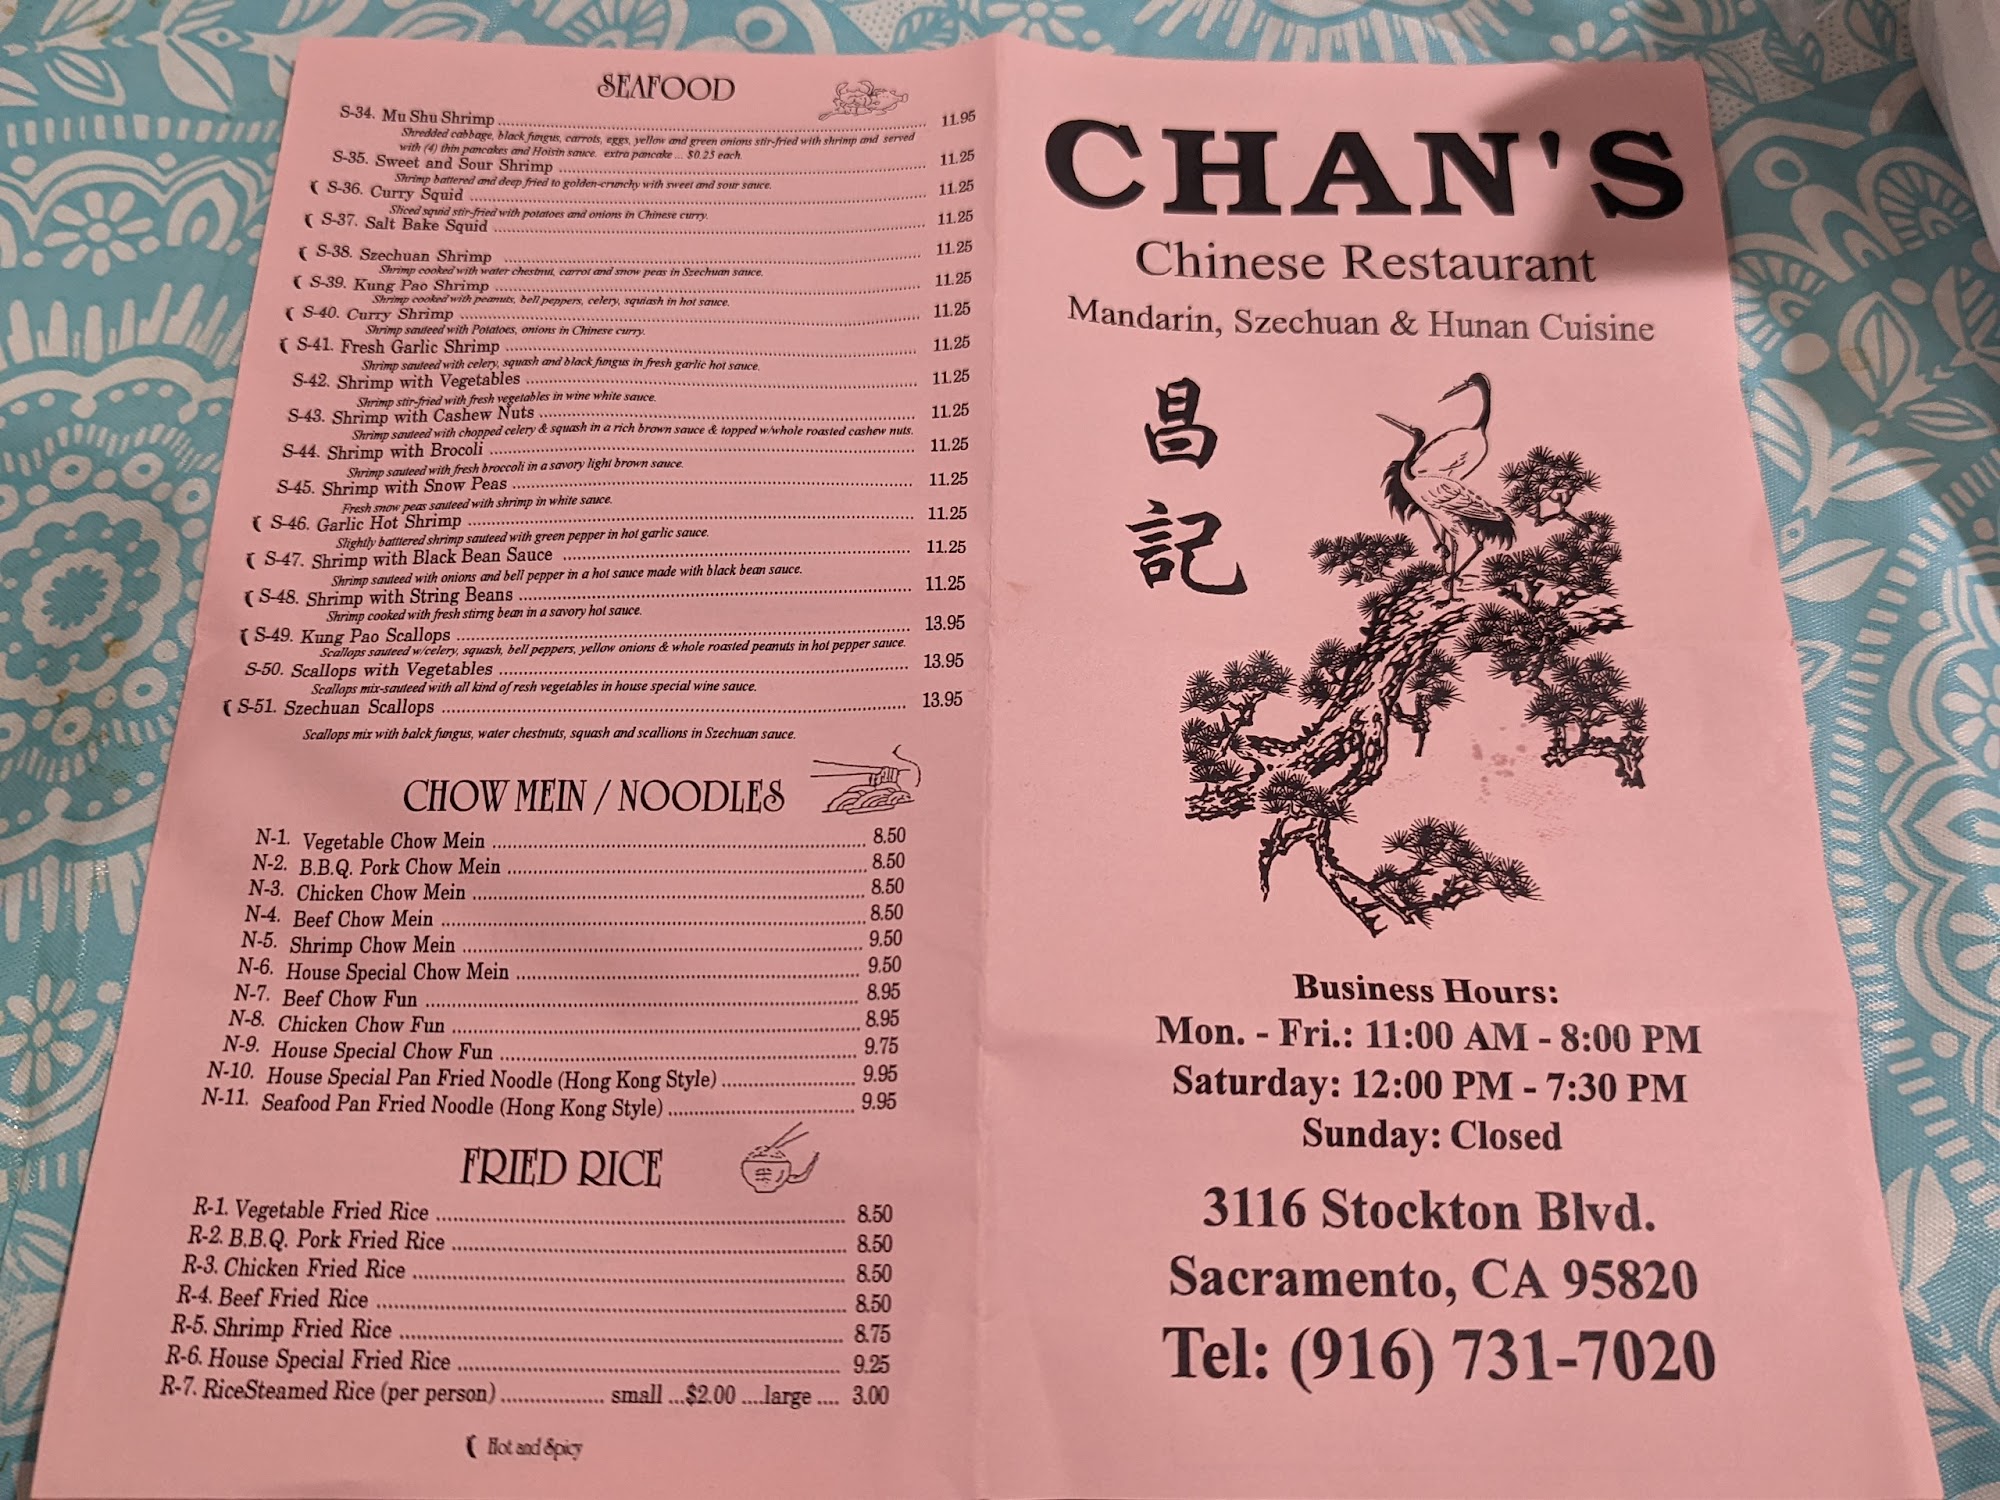 SEAFOOD
S-34. Mu Shu Shrimp 11.95
Shredded cabbage, black fungus, carrots, eggs, yellow and green onions stir-fried with shrimp and served
with (4) thin pancakes and Hoisin sauce. extra pancake ... $0.25 each.
S-35. Sweet and Sour Shrimp 11.25
Shrimp battered and deep fried to golden-crunchy with sweet and sour sauce.
S-36. Curry Squid 11.25
Sliced squid stir-fried with potatoes and onions in Chinese curry.
S-37. Salt Bake Squid 11.25
S-38. Szechuan Shrimp 11.25
Shrimp cooked with water chestnut, carrot and snow peas in Szechuan sauce.
S-39. Kung Pao Shrimp 11.25
Shrimp cooked with peanuts, bell peppers, celery, squiash in hot sauce.
S-40. Curry Shrimp 11.25
Shrimp sauteed with Potatoes, onions in Chinese curry.
S-41. Fresh Garlic Shrimp 11.25
Shrimp sauteed with celery, squash and black fungus in fresh garlic hot sauce.
S-42. Shrimp with Vegetables 11.25
Shrimp stir-fried with fresh vegetables in wine white sauce.
S-43. Shrimp with Cashew Nuts 11.25
Shrimp sauteed with chopped celery & squash in a rich brown sauce & topped w/whole roasted cashew nuts.
S-44. Shrimp with Brocoli 11.25
Shrimp sauteed with fresh broccoli in a savory light brown sauce.
S-45. Shrimp with Snow Peas 11.25
Fresh snow peas sauteed with shrimp in white sauce.
S-46. Garlic Hot Shrimp 11.25
Slightly batttered shrimp sauteed with green pepper in hot garlic sauce.
S-47. Shrimp with Black Bean Sauce 11.25
Shrimp sauteed with onions and bell pepper in a hot sauce made with black bean sauce.
S-48. Shrimp with String Beans 11.25
Shrimp cooked with fresh stirng bean in a savory hot sauce.
S-49. Kung Pao Scallops 13.95
Scallops sauteed w/celery, squash, bell peppers, yellow onions & whole roasted peanuts in hot pepper sauce.
S-50. Scallops with Vegetables 13.95
Scallops mix-sauteed with all kind of resh vegetables in house special wine sauce.
S-51. Szechuan Scallops 13.95
Scallops mix with balck fungus, water chestnuts, squash and scallions in Szechuan sauce.
CHOW MEIN / NOODLES
N-1. Vegetable Chow Mein 8.50
N-2. B.B.Q. Pork Chow Mein 8.50
N-3. Chicken Chow Mein 8.50
N-4. Beef Chow Mein 8.50
N-5. Shrimp Chow Mein 9.50
N-6. House Special Chow Mein 9.50
N-7. Beef Chow Fun 8.95
N-8. Chicken Chow Fun 8.95
N-9. House Special Chow Fun 9.75
N-10. House Special Pan Fried Noodle (Hong Kong Style) 9.95
N-11. Seafood Pan Fried Noodle (Hong Kong Style) 9.95
FRIED RICE
R-1. Vegetable Fried Rice 8.50
R-2. B.B.Q. Pork Fried Rice 8.50
R-3. Chicken Fried Rice 8.50
R-4. Beef Fried Rice 8.50
R-5. Shrimp Fried Rice 8.75
R-6. House Special Fried Rice 9.25
R-7. RiceSteamed Rice (per person) small ...$2.00 ....large .... 3.00
Hot and Spicy
CHAN'S
Chinese Restaurant
Mandarin, Szechuan & Hunan Cuisine
昌
記
Business Hours:
Mon. - Fri.: 11:00 AM - 8:00 PM
Saturday: 12:00 PM - 7:30 PM
Sunday: Closed
3116 Stockton Blvd.
Sacramento, CA 95820
Tel: (916) 731-7020